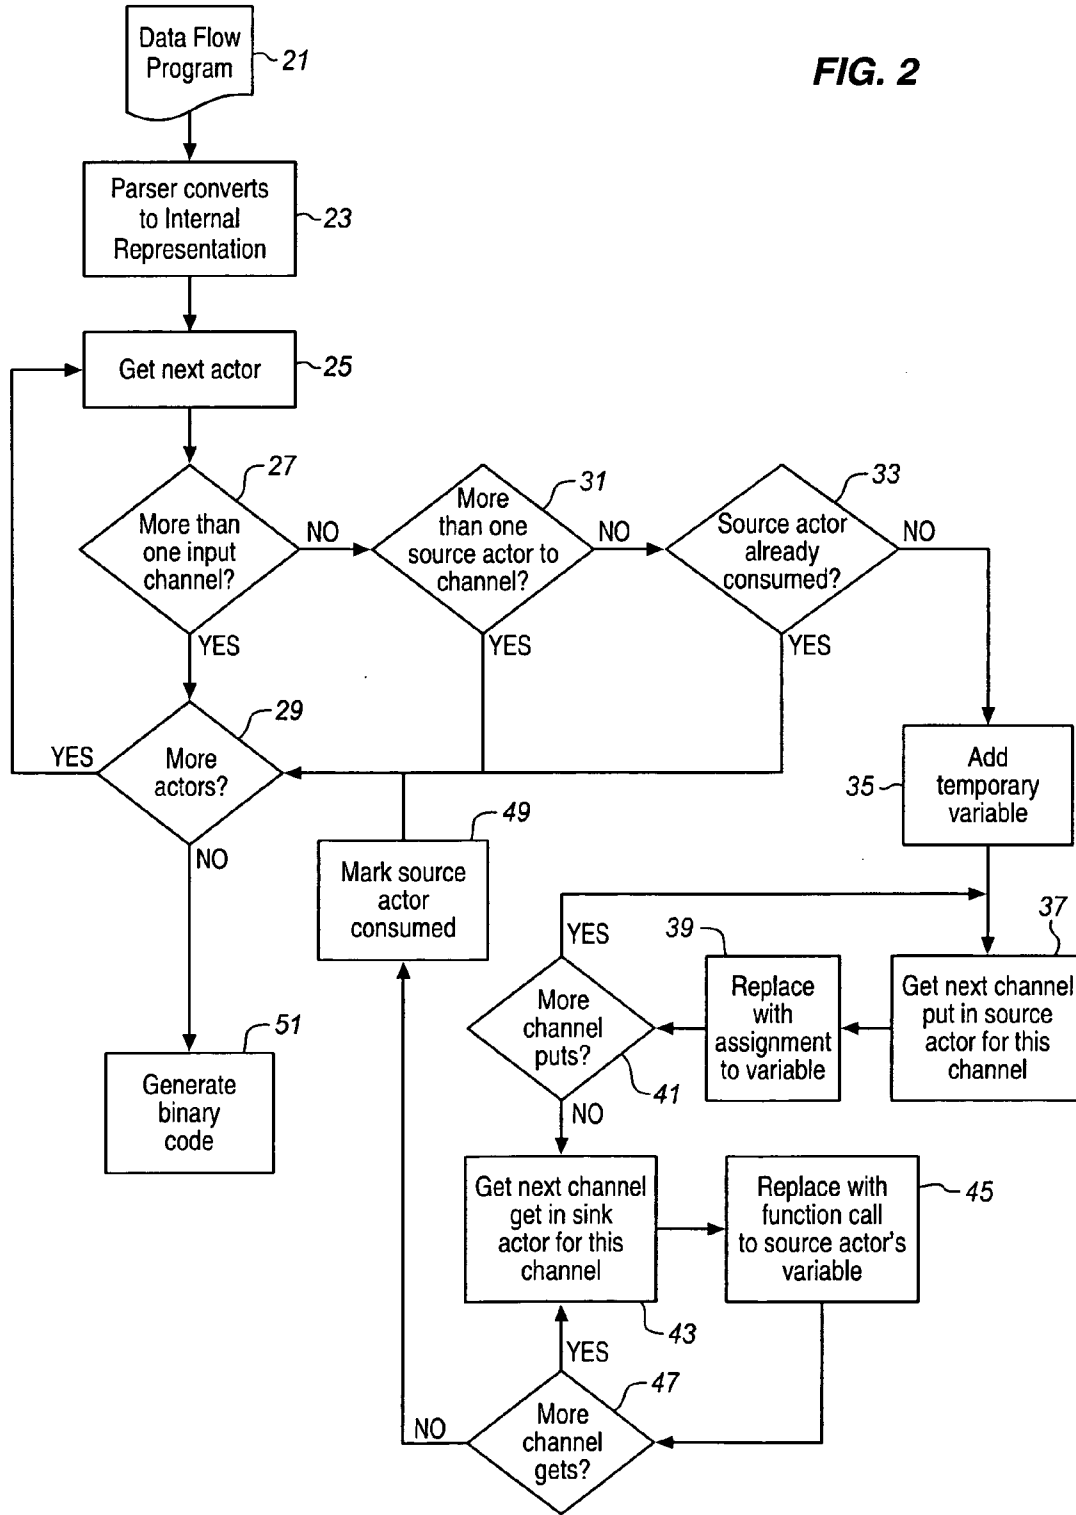 FIG. 2
Data Flow
Program
21
Parser converts
to Internal
Representation
23
Get next actor
25
27
More than
one input
channel?
NO
YES
31
More
than one
source actor to
channel?
NO
YES
33
Source actor
already
consumed?
NO
YES
29
More
actors?
YES
NO
Add
temporary
variable
35
49
Mark source
actor
consumed
37
Get next channel
put in source
actor for this
channel
39
Replace
with
assignment
to variable
More
channel
puts?
41
YES
NO
51
Generate
binary
code
Get next channel
get in sink
actor for this
channel
43
Replace with
function call
to source actor's
variable
45
YES
47
More
channel
gets?
NO